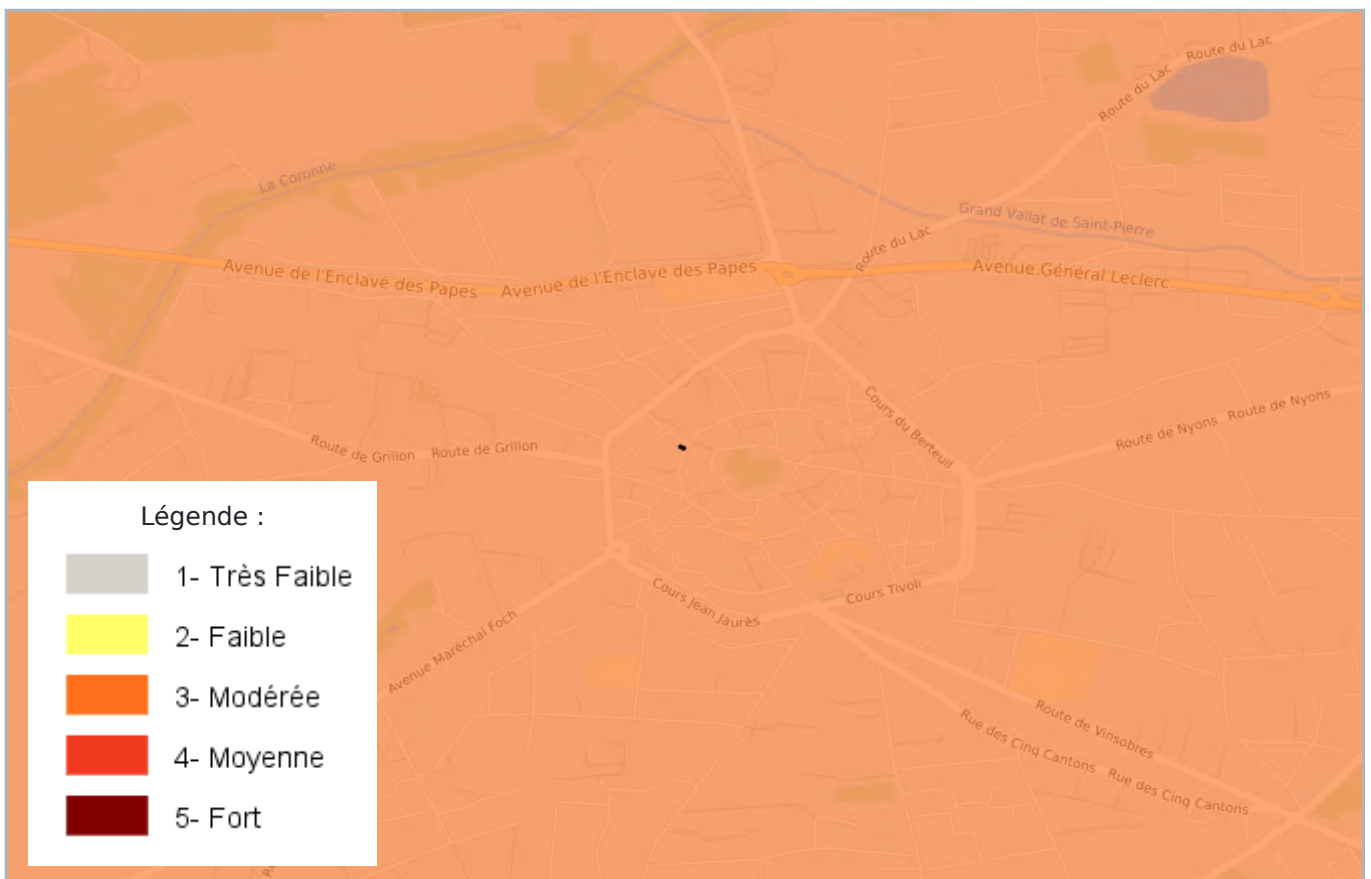 Route du Lac
Route du Lac
La Coronne
Grand Vallat de Saint-Pierre
Route du Lac
Avenue de l'Enclave des Papes
Avenue de l'Enclave des Papes
Avenue Général Leclerc
Cours du Berteuil
Route de Nyons
Route de Nyons
Route de Grillon
Route de Grillon
Légende :
1- Très Faible
2- Faible
3- Modérée
4- Moyenne
5- Fort
Cours Jean Jaurès
Cours Tivoli
Avenue Maréchal Foch
Route de Vinsobres
Rue des Cinq Cantons
Rue des Cinq Cantons